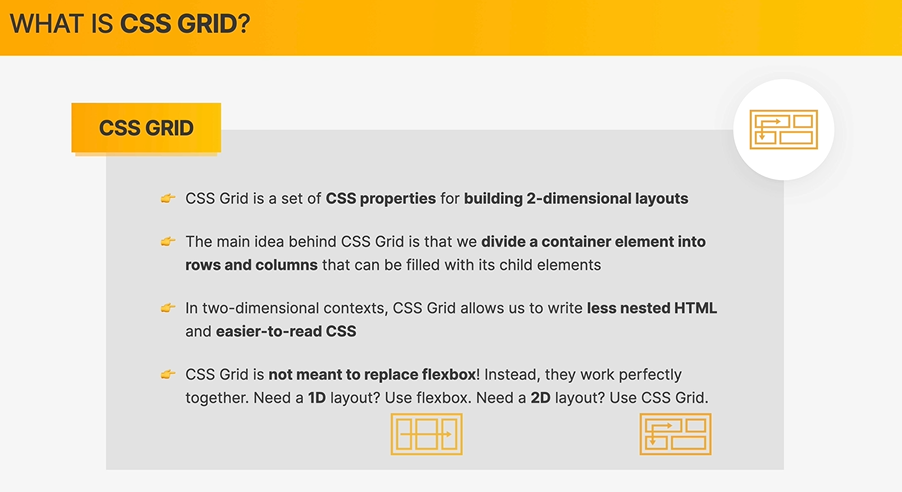 WHAT IS CSS GRID?
CSS GRID
👉 CSS Grid is a set of CSS properties for building 2-dimensional layouts
👉 The main idea behind CSS Grid is that we divide a container element into
rows and columns that can be filled with its child elements
👉 In two-dimensional contexts, CSS Grid allows us to write less nested HTML
and easier-to-read CSS
👉 CSS Grid is not meant to replace flexbox! Instead, they work perfectly
together. Need a 1D layout? Use flexbox. Need a 2D layout? Use CSS Grid.